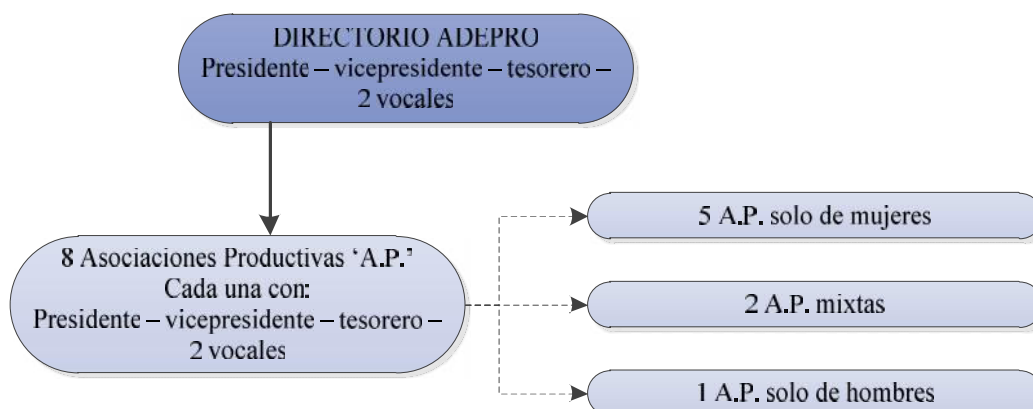 DIRECTORIO ADEPRO
Presidente – vicepresidente – tesorero –
2 vocales
8 Asociaciones Productivas ‘A.P.’
Cada una con:
Presidente – vicepresidente – tesorero –
2 vocales
5 A.P. solo de mujeres
2 A.P. mixtas
1 A.P. solo de hombres